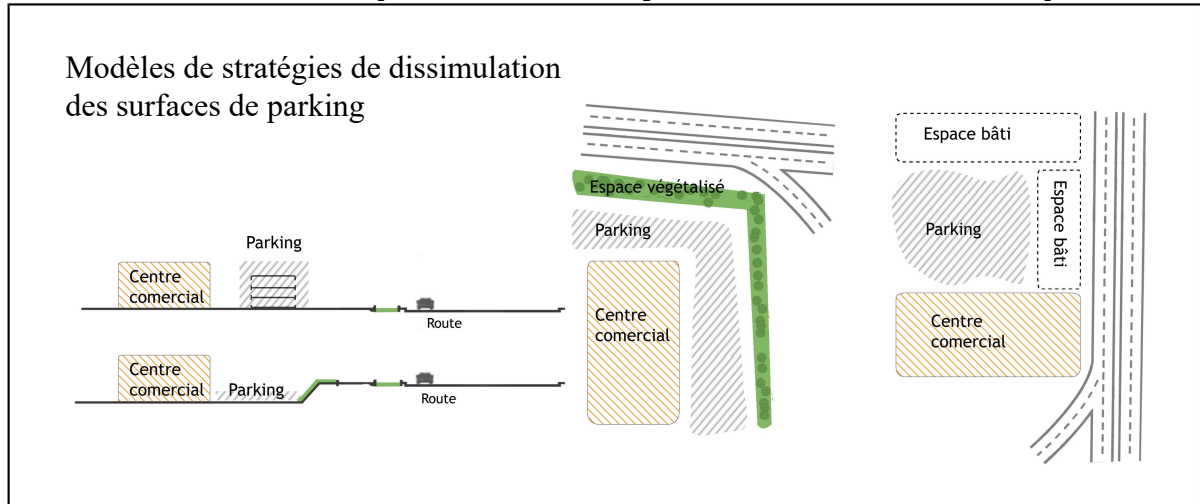 Modèles de stratégies de dissimulation
des surfaces de parking
Parking
Centre
comercial
Route
Centre
comercial
Parking
Route
Espace végétalisé
Parking
Centre
comercial
Espace bâti
Parking
Espace bâti
Centre
comercial